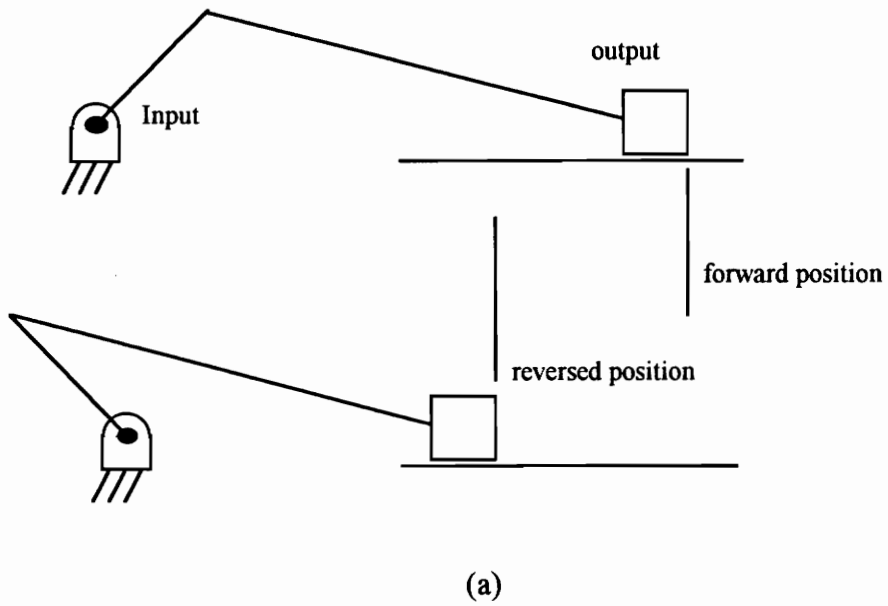 output
Input
forward position
reversed position
(a)